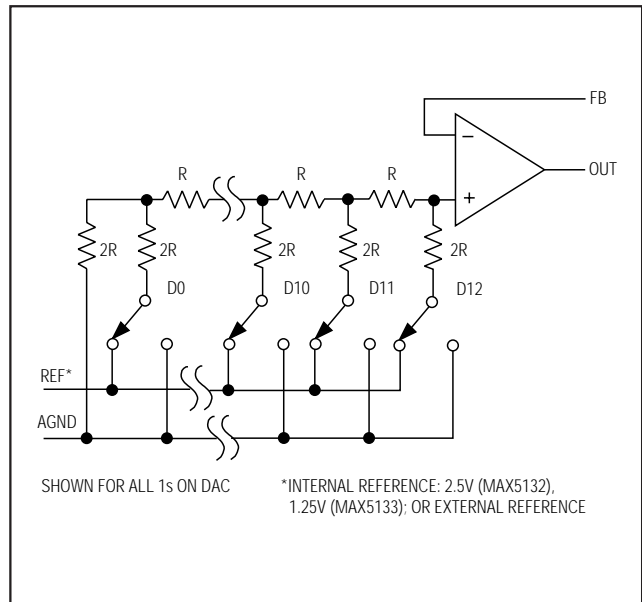 FB
−
OUT
R R R
+
2R 2R 2R 2R 2R
D0 D10 D11 D12
REF*
AGND
SHOWN FOR ALL 1s ON DAC
*INTERNAL REFERENCE: 2.5V (MAX5132),
1.25V (MAX5133); OR EXTERNAL REFERENCE